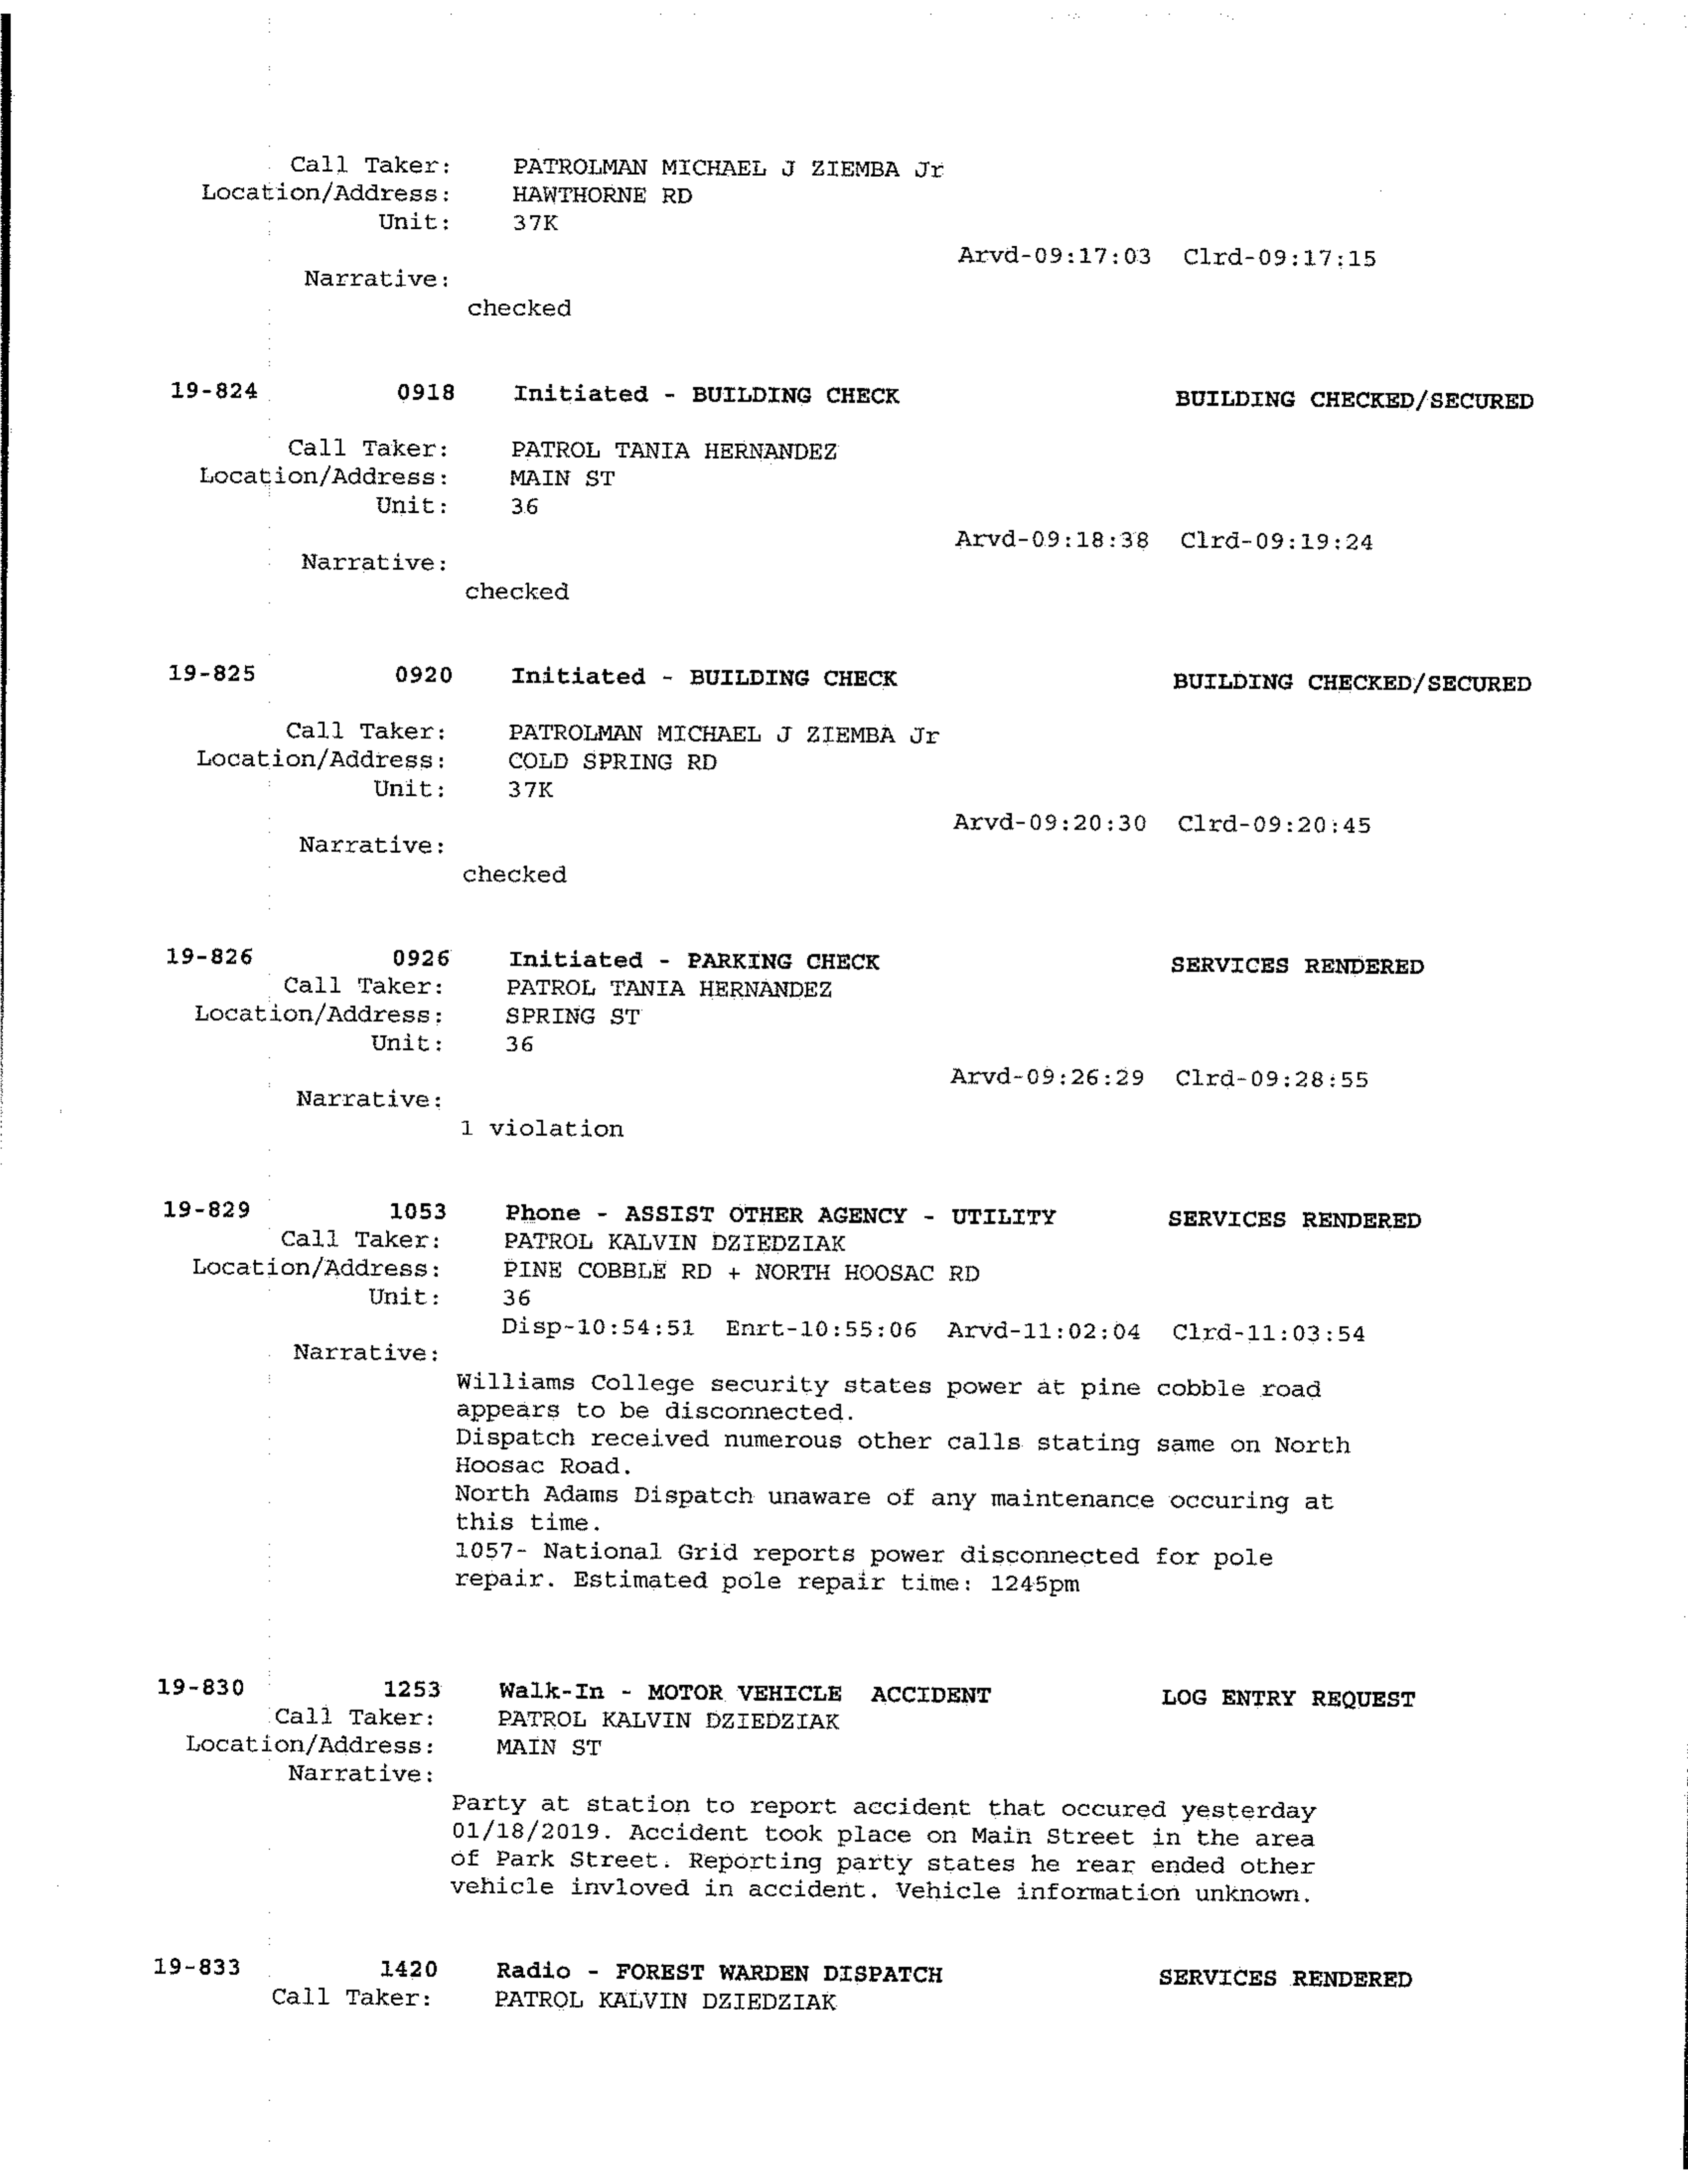 Call Taker: PATROLMAN MICHAEL J ZIEMBA Jr
Location/Address: HAWTHORNE RD
Unit: 37K
Arvd-09:17:03 Clrd-09:17:15
Narrative:
checked
19-824 0918 Initiated - BUILDING CHECK BUILDING CHECKED/SECURED
Call Taker: PATROL TANIA HERNANDEZ
Location/Address: MAIN ST
Unit: 36
Arvd-09:18:38 Clrd-09:19:24
Narrative:
checked
19-825 0920 Initiated - BUILDING CHECK BUILDING CHECKED/SECURED
Call Taker: PATROLMAN MICHAEL J ZIEMBA Jr
Location/Address: COLD SPRING RD
Unit: 37K
Arvd-09:20:30 Clrd-09:20:45
Narrative:
checked
19-826 0926 Initiated - PARKING CHECK SERVICES RENDERED
Call Taker: PATROL TANIA HERNANDEZ
Location/Address: SPRING ST
Unit: 36
Arvd-09:26:29 Clrd-09:28:55
Narrative:
1 violation
19-829 1053 Phone - ASSIST OTHER AGENCY - UTILITY SERVICES RENDERED
Call Taker: PATROL KALVIN DZIEDZIAK
Location/Address: PINE COBBLE RD + NORTH HOOSAC RD
Unit: 36
Disp-10:54:51 Enrt-10:55:06 Arvd-11:02:04 Clrd-11:03:54
Narrative:
Williams College security states power at pine cobble road
appears to be disconnected.
Dispatch received numerous other calls stating same on North
Hoosac Road.
North Adams Dispatch unaware of any maintenance occuring at
this time.
1057- National Grid reports power disconnected for pole
repair. Estimated pole repair time: 1245pm
19-830 1253 Walk-In - MOTOR VEHICLE ACCIDENT LOG ENTRY REQUEST
Call Taker: PATROL KALVIN DZIEDZIAK
Location/Address: MAIN ST
Narrative:
Party at station to report accident that occured yesterday
01/18/2019. Accident took place on Main Street in the area
of Park Street. Reporting party states he rear ended other
vehicle invloved in accident. Vehicle information unknown.
19-833 1420 Radio - FOREST WARDEN DISPATCH SERVICES RENDERED
Call Taker: PATROL KALVIN DZIEDZIAK